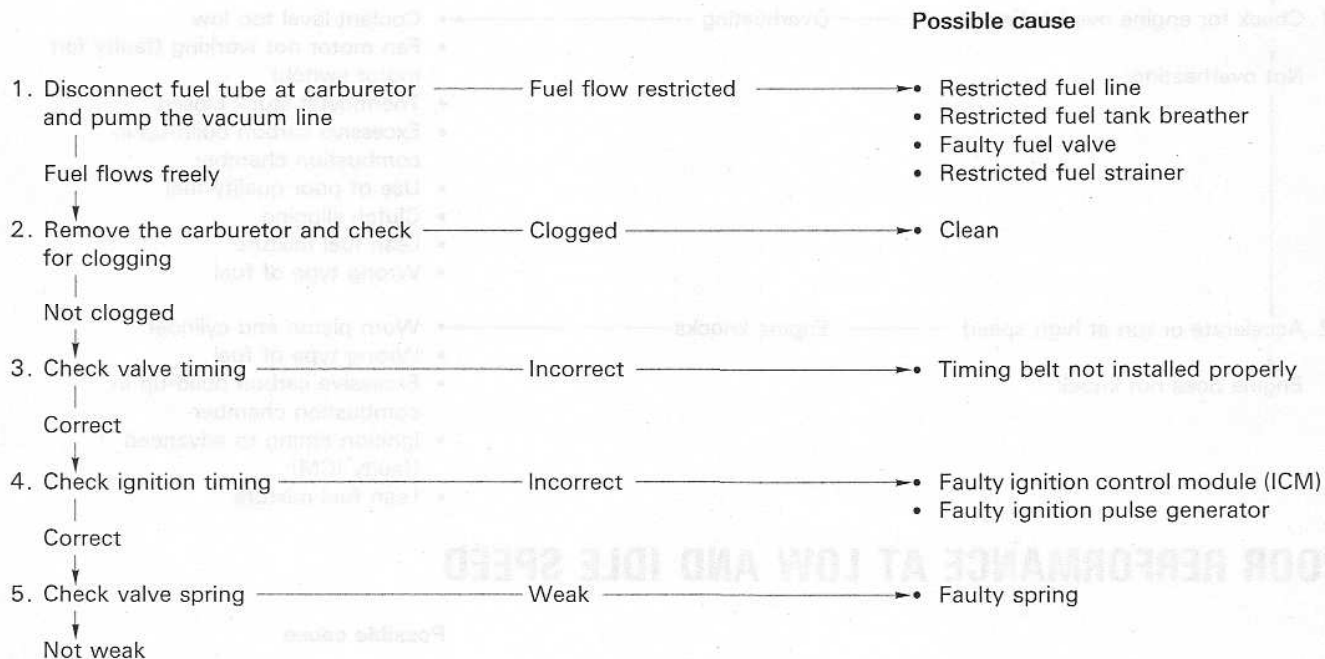 Possible cause
1. Disconnect fuel tube at carburetor Fuel flow restricted • Restricted fuel line
and pump the vacuum line • Restricted fuel tank breather
• Faulty fuel valve
Fuel flows freely • Restricted fuel strainer
2. Remove the carburetor and check Clogged • Clean
for clogging
Not clogged
3. Check valve timing Incorrect • Timing belt not installed properly
Correct
4. Check ignition timing Incorrect • Faulty ignition control module (ICM)
• Faulty ignition pulse generator
Correct
5. Check valve spring Weak • Faulty spring
Not weak